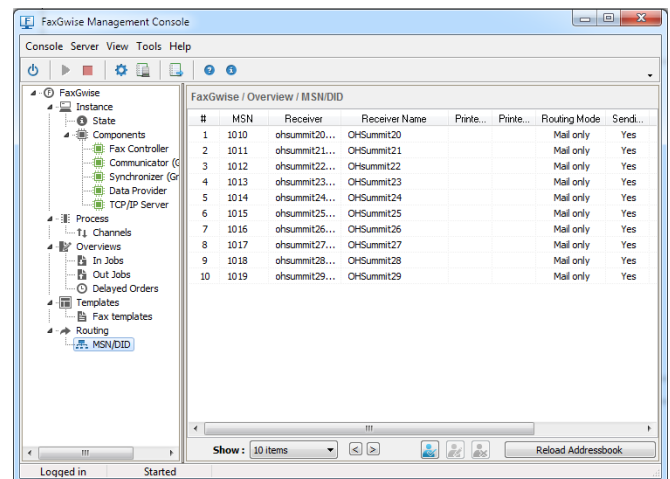 FaxGwise Management Console
Console Server View Tools Help
FaxGwise
Instance
State
Components
Fax Controller
Communicator (G
Synchronizer (Gr
Data Provider
TCP/IP Server
Process
Channels
Overviews
In Jobs
Out Jobs
Delayed Orders
Templates
Fax templates
Routing
MSN/DID
FaxGwise / Overview / MSN/DID
# MSN Receiver Receiver Name Printe... Printe... Routing Mode Sendi...
1 1010 ohsummit20... OHSummit20 Mail only Yes
2 1011 ohsummit21... OHSummit21 Mail only Yes
3 1012 ohsummit22... OHSummit22 Mail only Yes
4 1013 ohsummit23... OHSummit23 Mail only Yes
5 1014 ohsummit24... OHSummit24 Mail only Yes
6 1015 ohsummit25... OHSummit25 Mail only Yes
7 1016 ohsummit26... OHSummit26 Mail only Yes
8 1017 ohsummit27... OHSummit27 Mail only Yes
9 1018 ohsummit28... OHSummit28 Mail only Yes
10 1019 ohsummit29... OHSummit29 Mail only Yes
Show : 10 items < > Reload Addressbook
Logged in Started